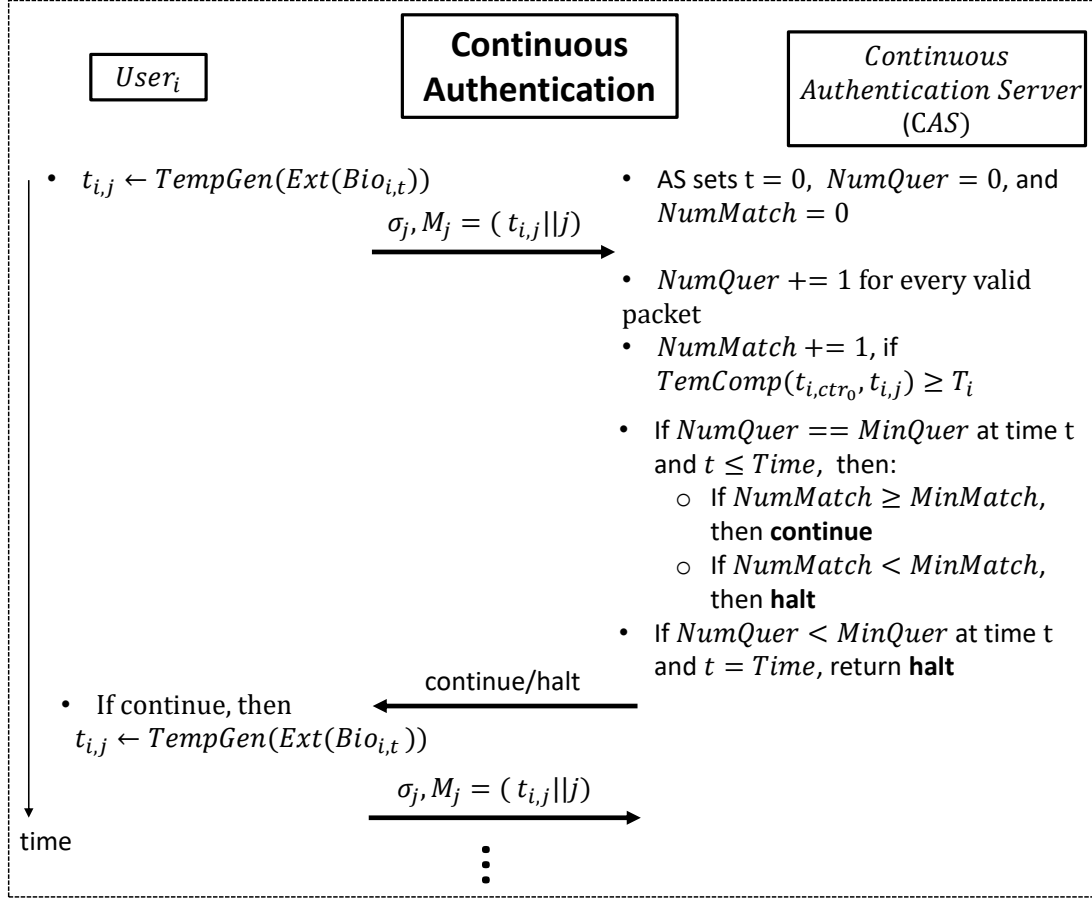 Continuous
Authentication
User_i
Continuous
Authentication Server
(CAS)
• t_{i,j} ← TempGen(Ext(Bio_{i,t}))
σ_j, M_j = ( t_{i,j}||j)
• AS sets t = 0, NumQuer = 0, and
NumMatch = 0
• NumQuer += 1 for every valid
packet
• NumMatch += 1, if
TemComp(t_{i,ctr_0}, t_{i,j}) ≥ T_i
• If NumQuer == MinQuer at time t
and t ≤ Time, then:
o If NumMatch ≥ MinMatch,
then continue
o If NumMatch < MinMatch,
then halt
• If NumQuer < MinQuer at time t
and t = Time, return halt
continue/halt
• If continue, then
t_{i,j} ← TempGen(Ext(Bio_{i,t}))
σ_j, M_j = ( t_{i,j}||j)
time
⋮